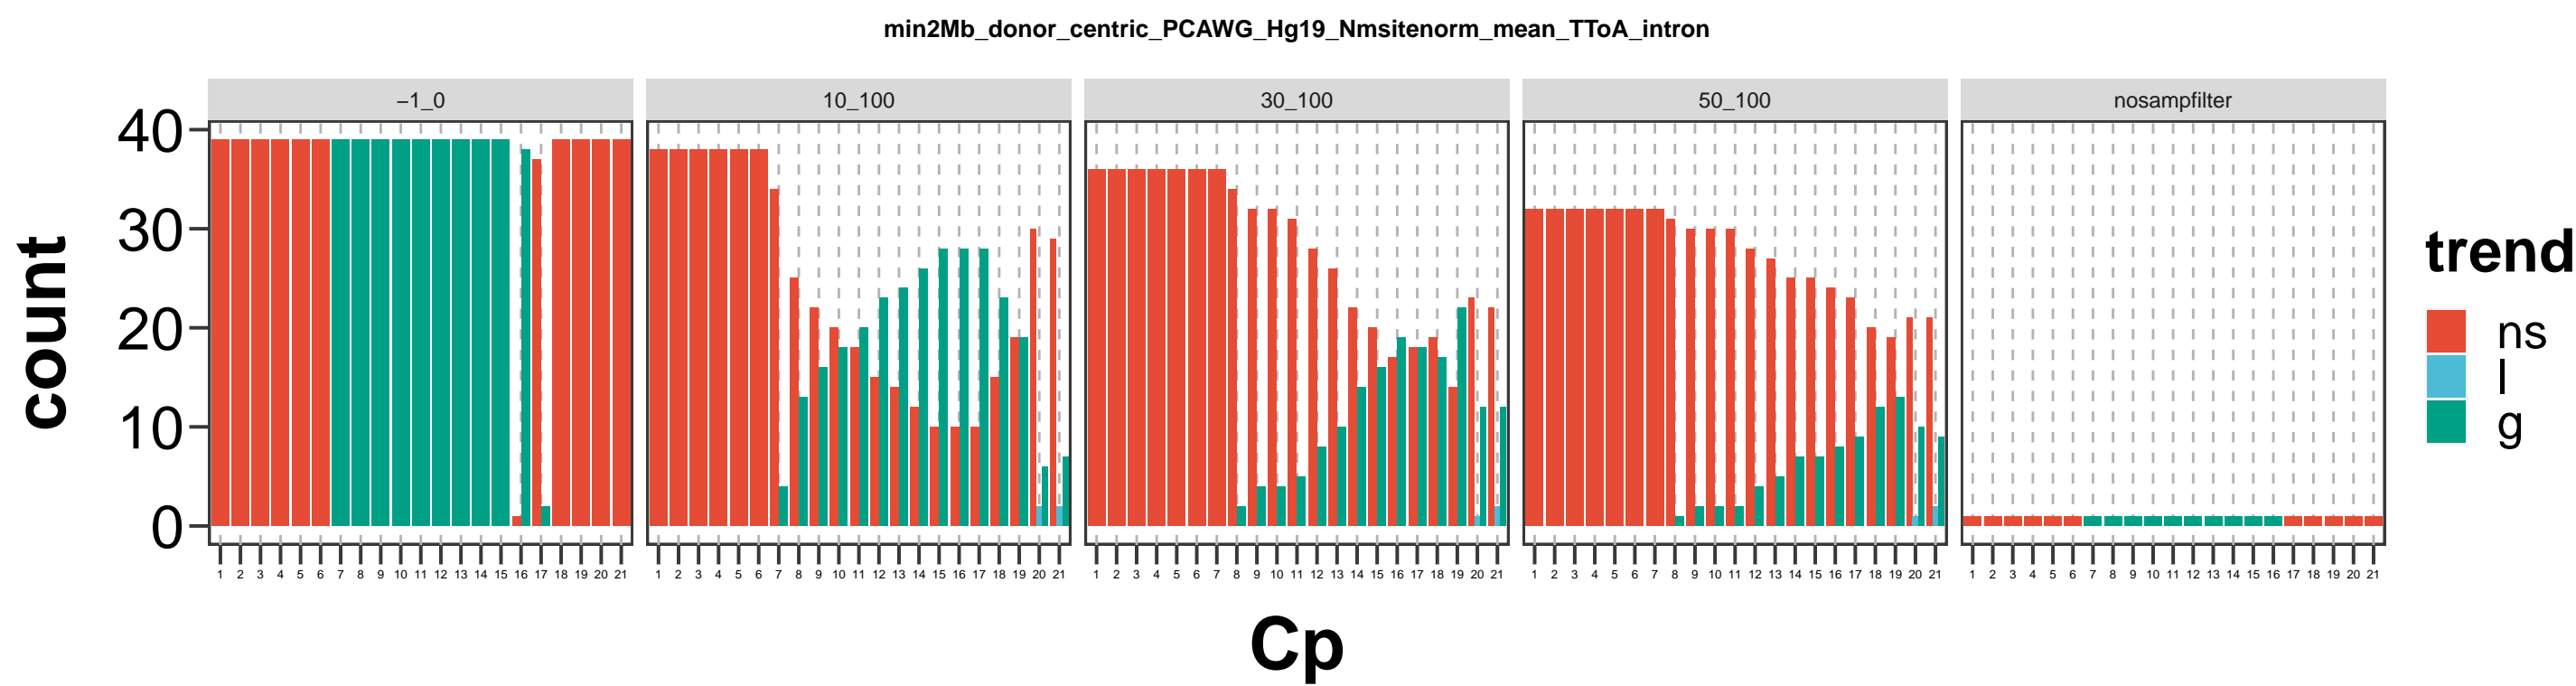 min2Mb_donor_centric_PCAWG_Hg19_Nmsitenorm_mean_TToA_intron
−1_0 10_100 30_100 50_100 nosampfilter
40
30
20
10
0
count
1 2 3 4 5 6 7 8 9 10 11 12 13 14 15 16 17 18 19 20 21 1 2 3 4 5 6 7 8 9 10 11 12 13 14 15 16 17 18 19 20 21 1 2 3 4 5 6 7 8 9 10 11 12 13 14 15 16 17 18 19 20 21 1 2 3 4 5 6 7 8 9 10 11 12 13 14 15 16 17 18 19 20 21 1 2 3 4 5 6 7 8 9 10 11 12 13 14 15 16 17 18 19 20 21
Cp
trend
ns
l
g